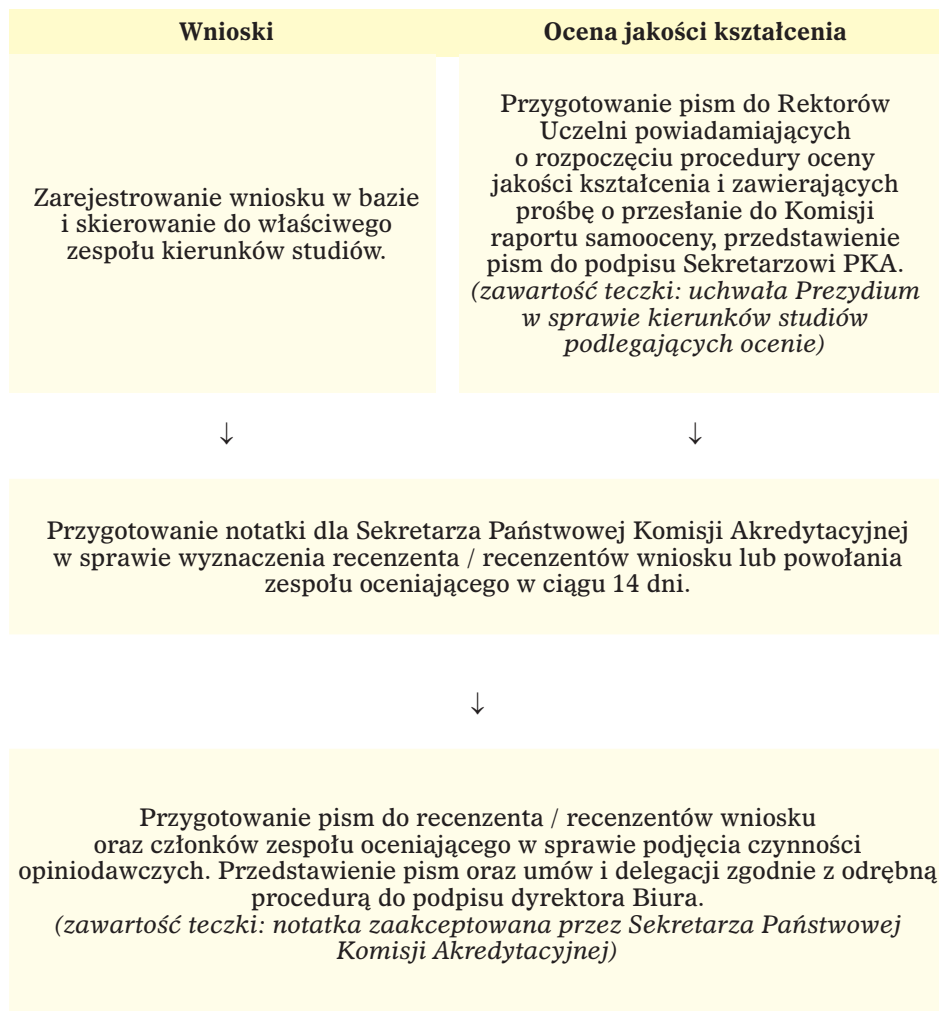 Wnioski
Ocena jakości kształcenia
Zarejestrowanie wniosku w bazie
i skierowanie do właściwego
zespołu kierunków studiów.
Przygotowanie pism do Rektorów
Uczelni powiadamiających
o rozpoczęciu procedury oceny
jakości kształcenia i zawierających
prośbę o przesłanie do Komisji
raportu samooceny, przedstawienie
pism do podpisu Sekretarzowi PKA.
(zawartość teczki: uchwała Prezydium
w sprawie kierunków studiów
podlegających ocenie)
↓
↓
Przygotowanie notatki dla Sekretarza Państwowej Komisji Akredytacyjnej
w sprawie wyznaczenia recenzenta / recenzentów wniosku lub powołania
zespołu oceniającego w ciągu 14 dni.
↓
Przygotowanie pism do recenzenta / recenzentów wniosku
oraz członków zespołu oceniającego w sprawie podjęcia czynności
opiniodawczych. Przedstawienie pism oraz umów i delegacji zgodnie z odrębną
procedurą do podpisu dyrektora Biura.
(zawartość teczki: notatka zaakceptowana przez Sekretarza Państwowej
Komisji Akredytacyjnej)